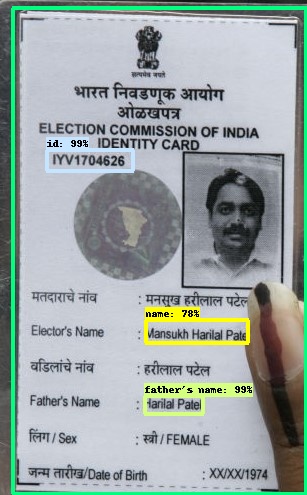 सत्यमेव जयते
भारत निवडणूक आयोग
ओळखपत्र
ELECTION COMMISSION OF INDIA
id: 99% IDENTITY CARD
IYV1704626
मतदाराचे नांव : मनसुख हरीलाल पटेल
name: 78%
Elector's Name : Mansukh Harilal Patel
वडिलांचे नांव : हरीलाल पटेल
father's name: 99%
Father's Name : Harilal Patel
लिंग / Sex : स्त्री / FEMALE
जन्म तारीख/Date of Birth : XX/XX/1974